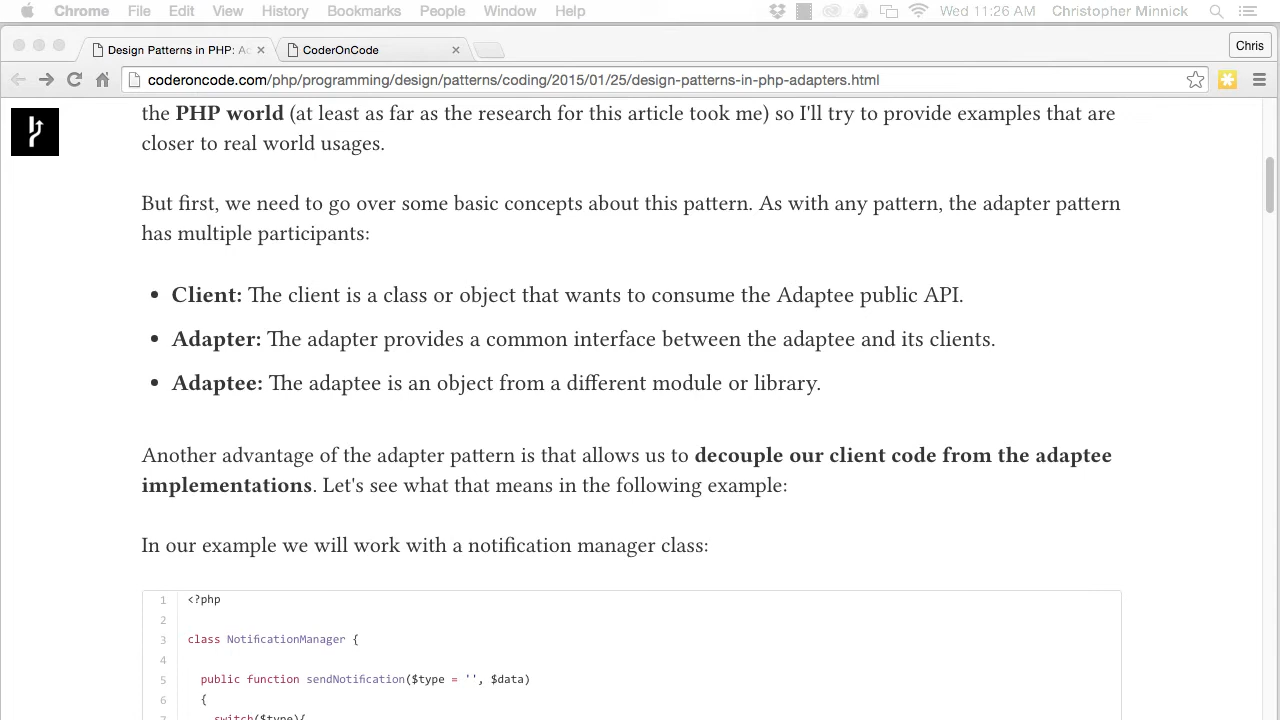 Chrome File Edit View History Bookmarks People Window Help Wed 11:26 AM Christopher Minnick
Design Patterns in PHP: Ad × CoderOnCode × Chris
coderoncode.com/php/programming/design/patterns/coding/2015/01/25/design-patterns-in-php-adapters.html
the PHP world (at least as far as the research for this article took me) so I'll try to provide examples that are
closer to real world usages.
But first, we need to go over some basic concepts about this pattern. As with any pattern, the adapter pattern
has multiple participants:
• Client: The client is a class or object that wants to consume the Adaptee public API.
• Adapter: The adapter provides a common interface between the adaptee and its clients.
• Adaptee: The adaptee is an object from a different module or library.
Another advantage of the adapter pattern is that allows us to decouple our client code from the adaptee
implementations. Let's see what that means in the following example:
In our example we will work with a notification manager class:
1 <?php
2
3 class NotificationManager {
4
5 public function sendNotification($type = '', $data)
6 {
7 switch($type){